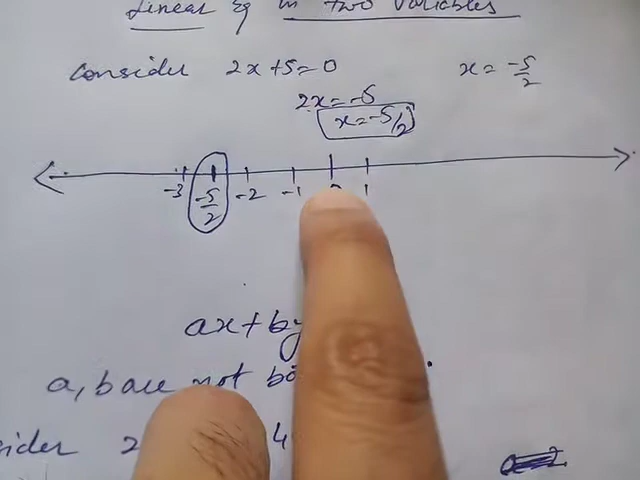 Linear Eq in two Variables
consider 2x+5=0 x = -5/2
2x=-5
x=-5/2
-3 -5/2 -2 -1 1
ax+by
a, b are not bo
sider 2 4